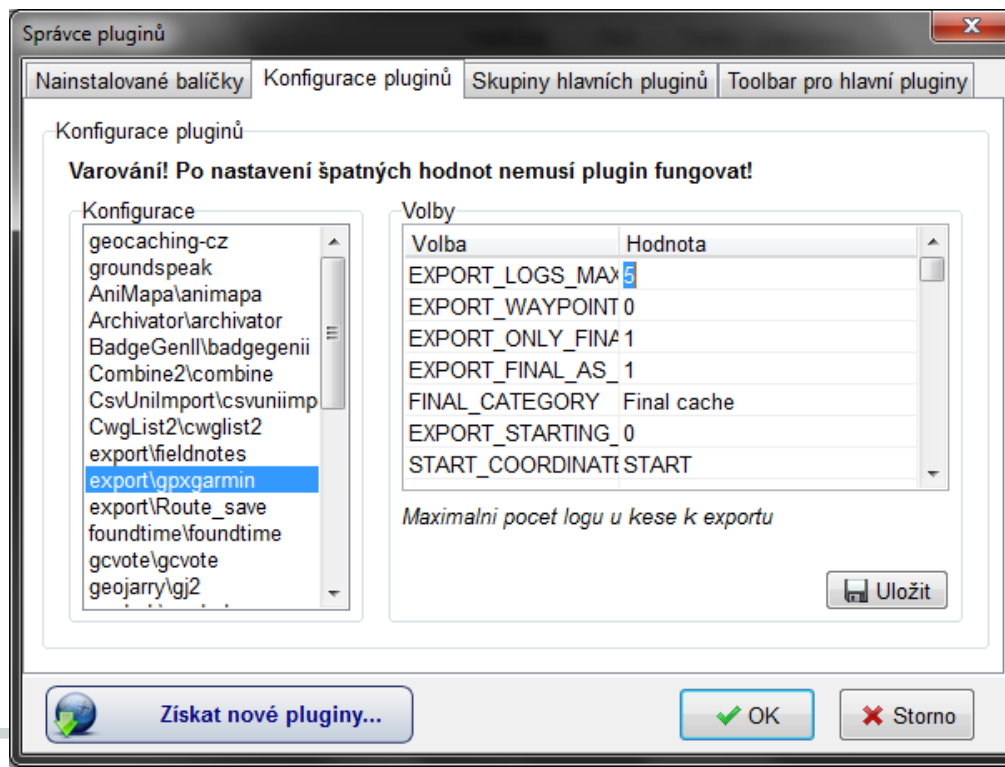 Správce pluginů
Nainstalované balíčky
Konfigurace pluginů
Skupiny hlavních pluginů
Toolbar pro hlavní pluginy
Konfigurace pluginů
Varování! Po nastavení špatných hodnot nemusí plugin fungovat!
Konfigurace
geocaching-cz
groundspeak
AniMapa\animapa
Archivator\archivator
BadgeGenII\badgegenii
Combine2\combine
CsvUniImport\csvuniimp
CwgList2\cwglist2
export\fieldnotes
export\gpxgarmin
export\Route_save
foundtime\foundtime
gcvote\gcvote
geojarry\gj2
Volby
Volba Hodnota
EXPORT_LOGS_MAX 5
EXPORT_WAYPOINT 0
EXPORT_ONLY_FINA 1
EXPORT_FINAL_AS_ 1
FINAL_CATEGORY Final cache
EXPORT_STARTING_ 0
START_COORDINATE START
Maximalni pocet logu u kese k exportu
Uložit
Získat nové pluginy...
OK
Storno